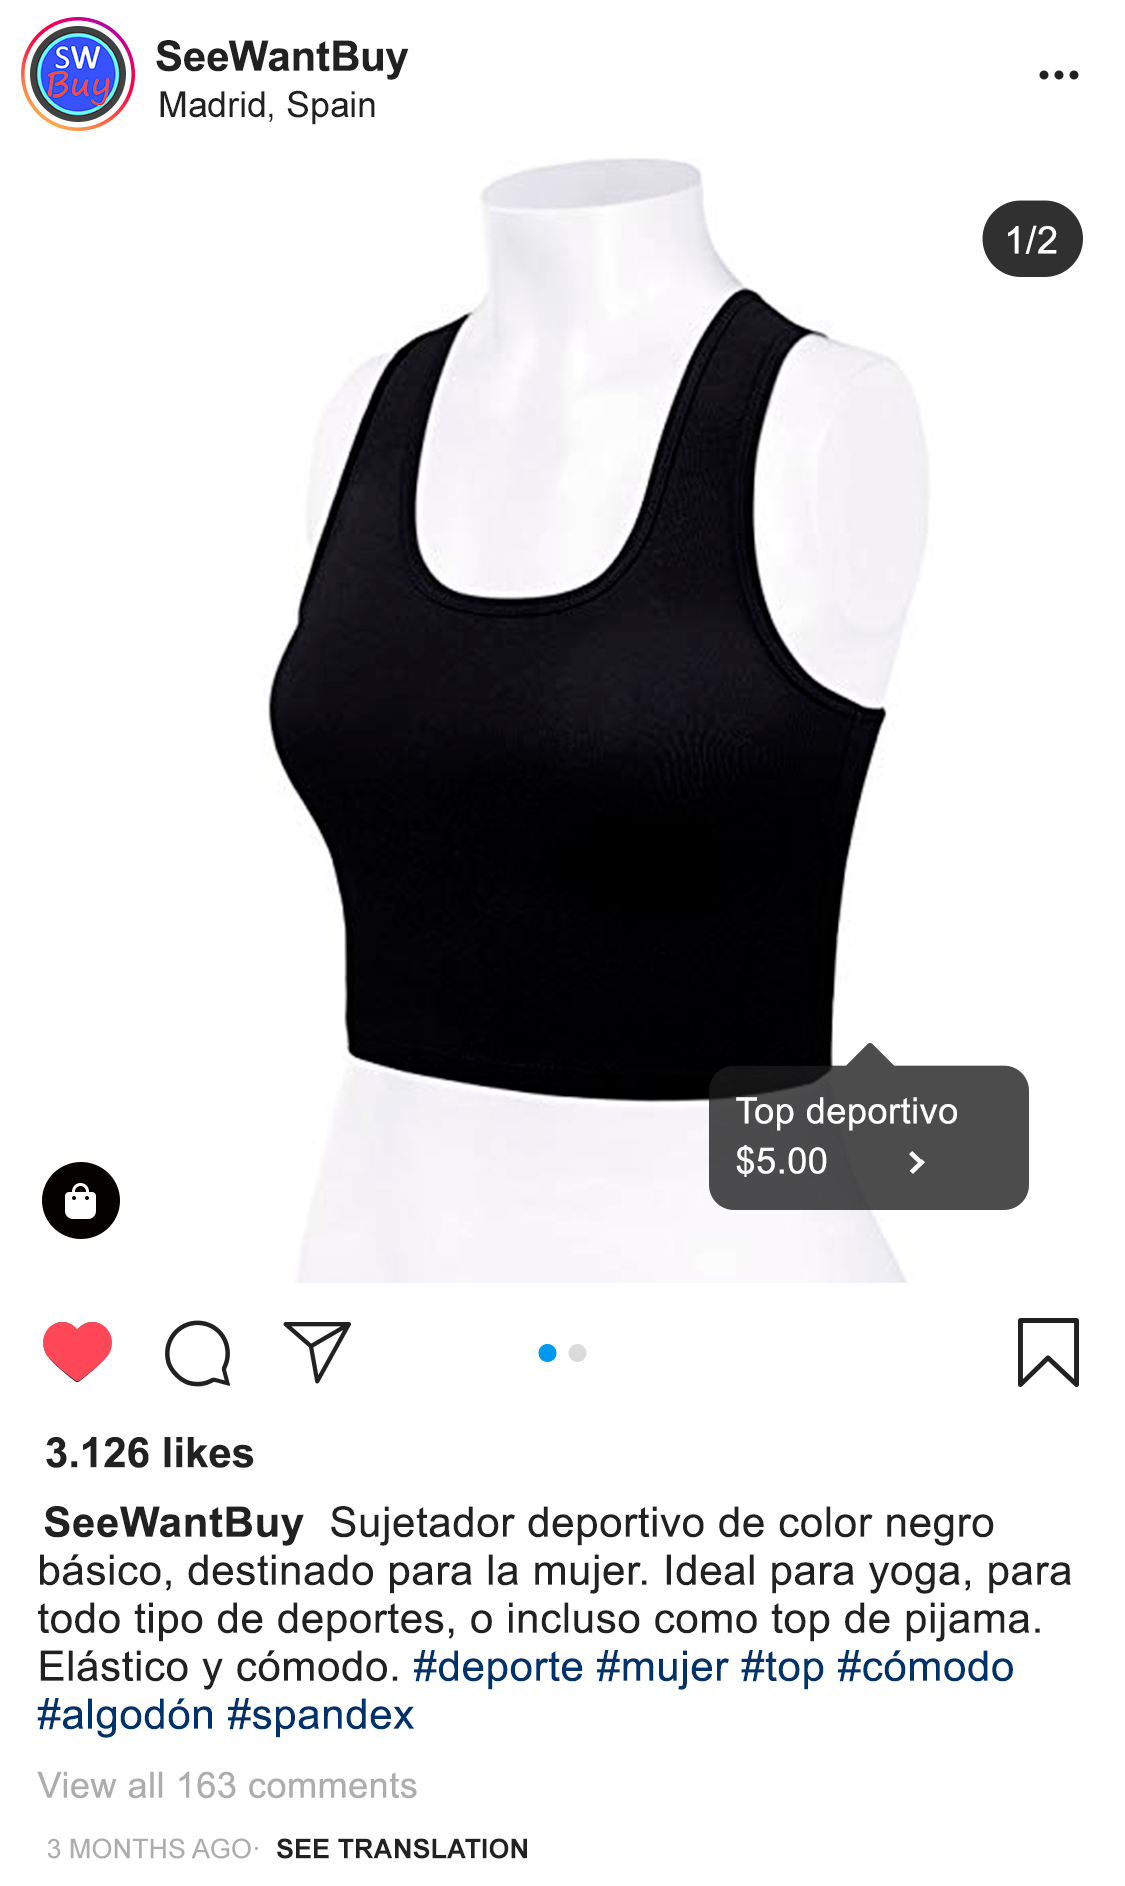 SW
Buy
SeeWantBuy
Madrid, Spain
1/2
Top deportivo
$5.00
3.126 likes
SeeWantBuy Sujetador deportivo de color negro
básico, destinado para la mujer. Ideal para yoga, para
todo tipo de deportes, o incluso como top de pijama.
Elástico y cómodo. #deporte #mujer #top #cómodo
#algodón #spandex
View all 163 comments
3 MONTHS AGO· SEE TRANSLATION